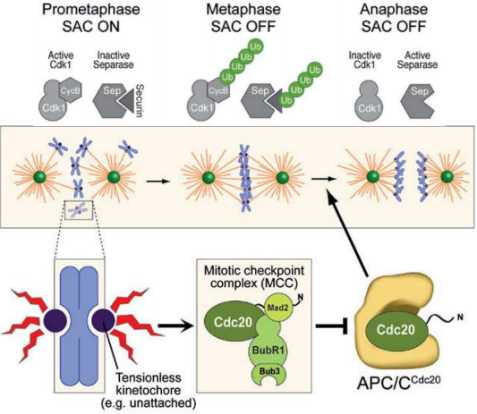 Prometaphase
SAC ON
Metaphase
SAC OFF
Anaphase
SAC OFF
Active
Cdk1
Inactive
Separase
Inactive
Cdk1
Active
Separase
CycB
Cdk1
Sep
Securin
Ub
Ub
Ub
Ub
CycB
Cdk1
Sep
Ub
Ub
Ub
Ub
Cdk1
Sep
Mitotic checkpoint
complex (MCC)
Mad2
N
Cdc20
BubR1
Bub3
Cdc20
N
APC/CCdc20
Tensionless
kinetochore
(e.g. unattached)